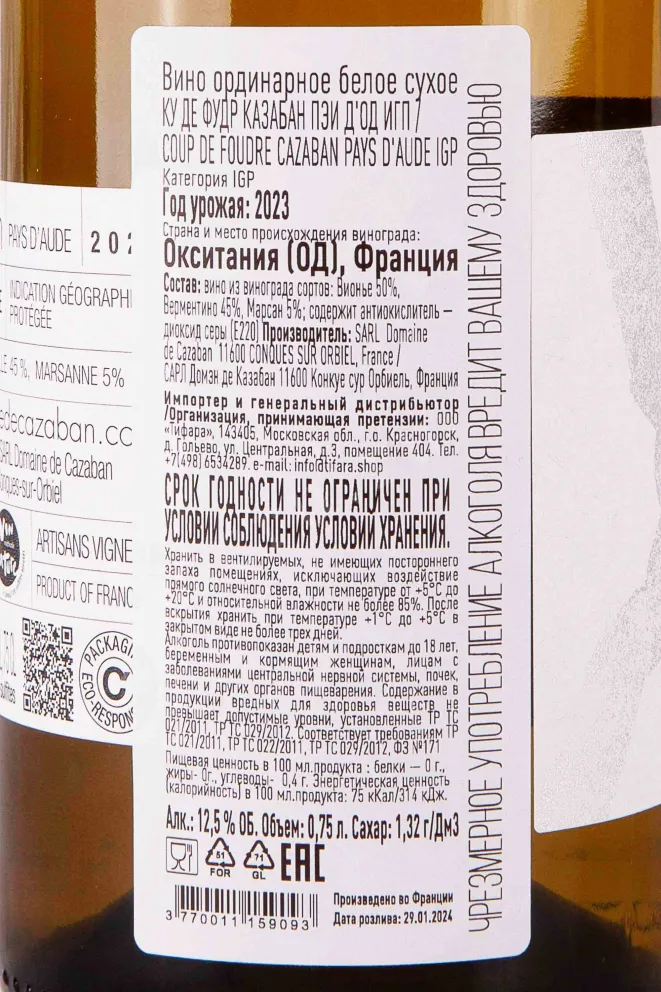 Вино ординарное белое сухое
КУ ДЕ ФУДР КАЗАБАН ПЭИ Д'ОД ИГП /
COUP DE FOUDRE CAZABAN PAYS D'AUDE IGP
Категория IGP
Год урожая: 2023
Страна и место происхождения винограда:
Окситания (ОД), Франция
Состав: вино из винограда сортов: Вионье 50%,
Верментино 45%, Марсан 5%; содержит антиокислитель –
диоксид серы (Е220) Производитель: SARL Domaine
de Cazaban 11600 CONQUES SUR ORBIEL, France /
САРЛ Домэн де Казабан 11600 Конкуе сур Орбиель, Франция
Импортер и генеральный дистрибьютор
/Организация, принимающая претензии: ООО
«Тифара», 143405, Московская обл., г.о. Красногорск,
д. Гольево, ул. Центральная, д.3, помещение 404. Тел.
+7(498) 6534289. e-mail: info@tifara.shop
СРОК ГОДНОСТИ НЕ ОГРАНИЧЕН ПРИ
УСЛОВИИ СОБЛЮДЕНИЯ УСЛОВИЙ ХРАНЕНИЯ.
Хранить в вентилируемых, не имеющих постороннего
запаха помещениях, исключающих воздействие
прямого солнечного света, при температуре от +5°С до
+20°С и относительной влажности не более 85%. После
вскрытия хранить при температуре +1°С до +5°С в
закрытом виде не более трех дней.
Алкоголь противопоказан детям и подросткам до 18 лет,
беременным и кормящим женщинам, лицам с
заболеваниями центральной нервной системы, почек,
печени и других органов пищеварения. Содержание в
продукции вредных для здоровья веществ не
превышает допустимые уровни, установленные ТР ТС
021/2011, ТР ТС 029/2012. Соответствует требованиям ТР
ТС 021/2011, ТР ТС 022/2011, ТР ТС 029/2012, ФЗ №171
Пищевая ценность в 100 мл.продукта : белки – 0 г.,
жиры- 0г., углеводы- 0,4 г. Энергетическая ценность
(калорийность) в 100 мл.продукта: 75 кКал/314 кДж.
Алк.: 12,5 % ОБ. Объем: 0,75 л. Сахар: 1,32 г/Дм3
51
FOR
71
GL
EAC
3 770011 159093
Произведено во Франции
Дата розлива: 29.01.2024
ЧРЕЗМЕРНОЕ УПОТРЕБЛЕНИЕ АЛКОГОЛЯ ВРЕДИТ ВАШЕМУ ЗДОРОВЬЮ
PAYS D'AUDE 202
INDICATION GÉOGRAPHI
PROTÉGÉE
LE 45 %, MARSANNE 5%
edecazaban.cc
SARL Domaine de Cazaban
onques-sur-Orbiel
ARTISANS VIGNE
PRODUCT OF FRANC
PACKAGI
ECO-RESPON